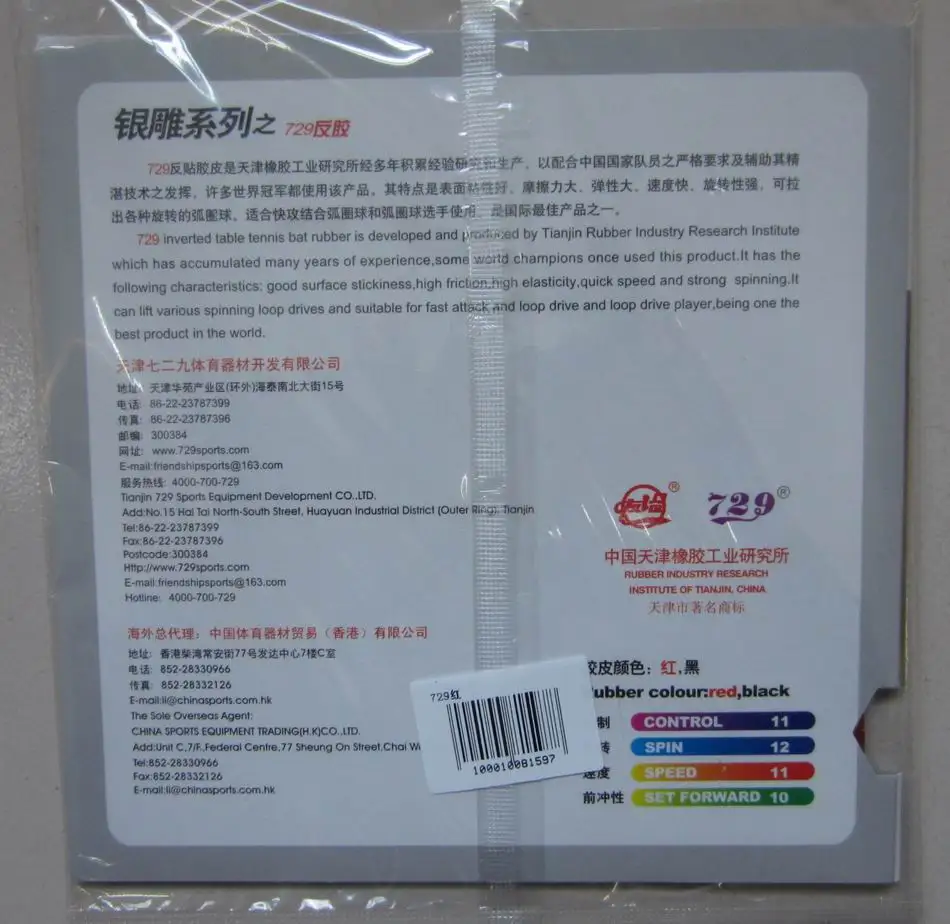 银雕系列之 729反胶
729反贴胶皮是天津橡胶工业研究所经多年积累经验研究和生产，以配合中国国家队员之严格要求及辅助其精
湛技术之发挥，许多世界冠军都使用该产品。其特点是表面粘性好、摩擦力大、弹性大、速度快、旋转性强，可拉
出各种旋转的弧圈球。适合快攻结合弧圈球和弧圈球选手使用，是国际最佳产品之一。
729 inverted table tennis bat rubber is developed and produced by Tianjin Rubber Industry Research Institute
which has accumulated many years of experience,some world champions once used this product.It has the
following characteristics: good surface stickiness,high friction,high elasticity,quick speed and strong spinning.It
can lift various spinning loop drives and suitable for fast attack and loop drive and loop drive player,being one the
best product in the world.
天津七二九体育器材开发有限公司
地址: 天津华苑产业区(环外)海泰南北大街15号
电话: 86-22-23787399
传真: 86-22-23787396
邮编: 300384
网址: www.729sports.com
E-mail:friendshipsports@163.com
服务热线: 4000-700-729
Tianjin 729 Sports Equipment Development CO.,LTD.
Add:No.15 Hai Tai North-South Street, Huayuan Industrial District (Outer Ring), Tianjin
Tel:86-22-23787399
Fax:86-22-23787396
Postcode:300384
Http://www.729sports.com
E-mail:friendshipsports@163.com
Hotline: 4000-700-729
友谊® 729®
中国天津橡胶工业研究所
RUBBER INDUSTRY RESEARCH
INSTITUTE OF TIANJIN, CHINA
天津市著名商标
海外总代理：中国体育器材贸易（香港）有限公司
地址: 香港柴湾常安街77号发达中心7楼C室
电话: 852-28330966
传真: 852-28332126
E-mail:li@chinasports.com.hk
The Sole Overseas Agent:
CHINA SPORTS EQUIPMENT TRADING(H.K)CO.,LTD.
Add:Unit C,7/F,Federal Centre,77 Sheung On Street,Chai
Tel:852-28330966
Fax:852-28332126
E-mail:li@chinasports.com.hk
729红
100010081597
胶皮颜色：红,黑
ubber colour:red,black
制 CONTROL 11
转 SPIN 12
速度 SPEED 11
前冲性 SET FORWARD 10